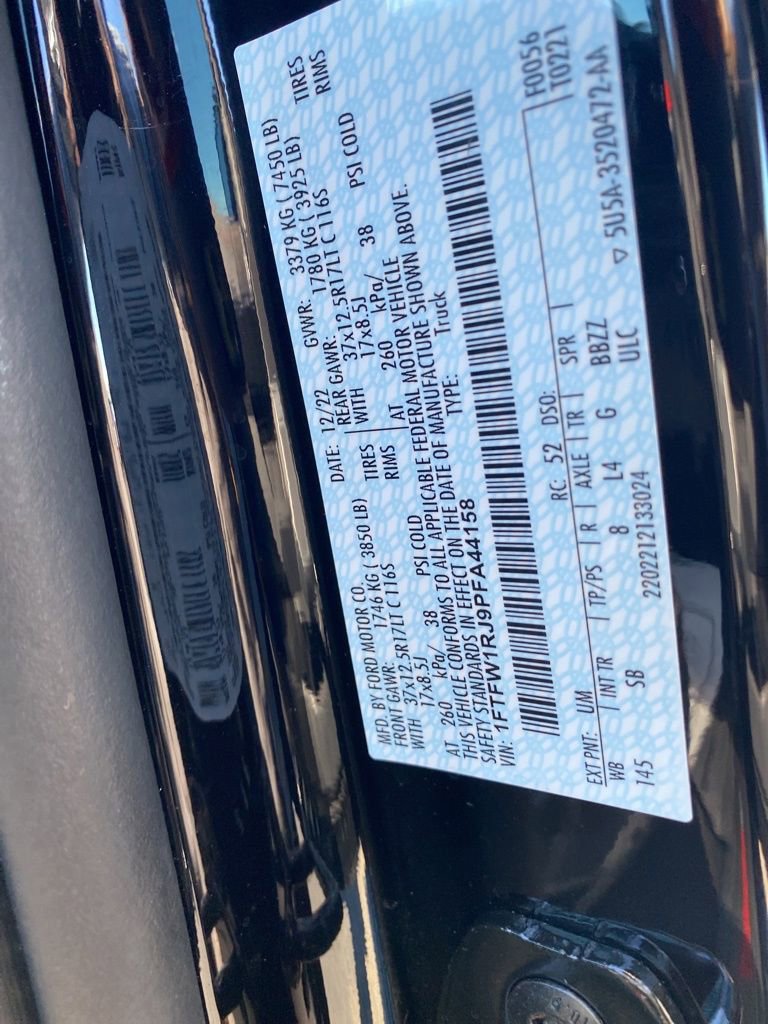 MFD. BY FORD MOTOR CO.
DATE: 12/22 GVWR: 3379 KG ( 7450 LB)
FRONT GAWR: 1746 KG ( 3850 LB)
REAR GAWR: 1780 KG ( 3925 LB)
WITH 37x12.5R17LT C 116S TIRES
WITH 37x12.5R17LT C 116S TIRES
17x8.5J RIMS
17x8.5J RIMS
AT 260 kPa/ 38 PSI COLD
AT 260 kPa/ 38 PSI COLD
THIS VEHICLE CONFORMS TO ALL APPLICABLE FEDERAL MOTOR VEHICLE
SAFETY STANDARDS IN EFFECT ON THE DATE OF MANUFACTURE SHOWN ABOVE.
VIN: 1FTFW1RJ9PFA44158 TYPE: Truck
F0056
T0221
EXT PNT: UM RC: 52 DSO:
WB INT TR TP/PS R AXLE TR SPR
145 SB 8 L4 G BBZZ
2202212133024 ULC ▽ 5U5A-3520472-AA